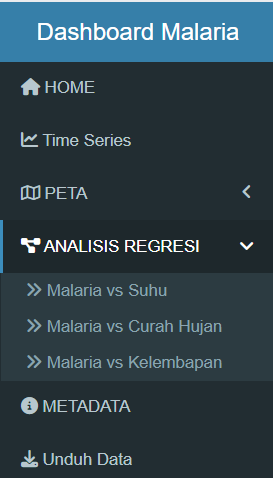 Dashboard Malaria
HOME
Time Series
PETA
ANALISIS REGRESI
Malaria vs Suhu
Malaria vs Curah Hujan
Malaria vs Kelembapan
METADATA
Unduh Data